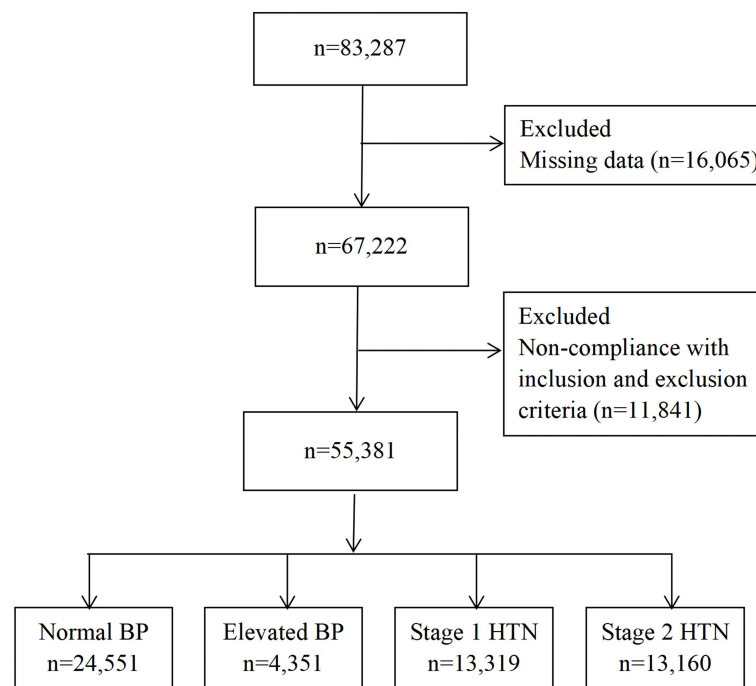 n=83,287
Excluded
Missing data (n=16,065)
n=67,222
Excluded
Non-compliance with
inclusion and exclusion
criteria (n=11,841)
n=55,381
Normal BP
n=24,551
Elevated BP
n=4,351
Stage 1 HTN
n=13,319
Stage 2 HTN
n=13,160